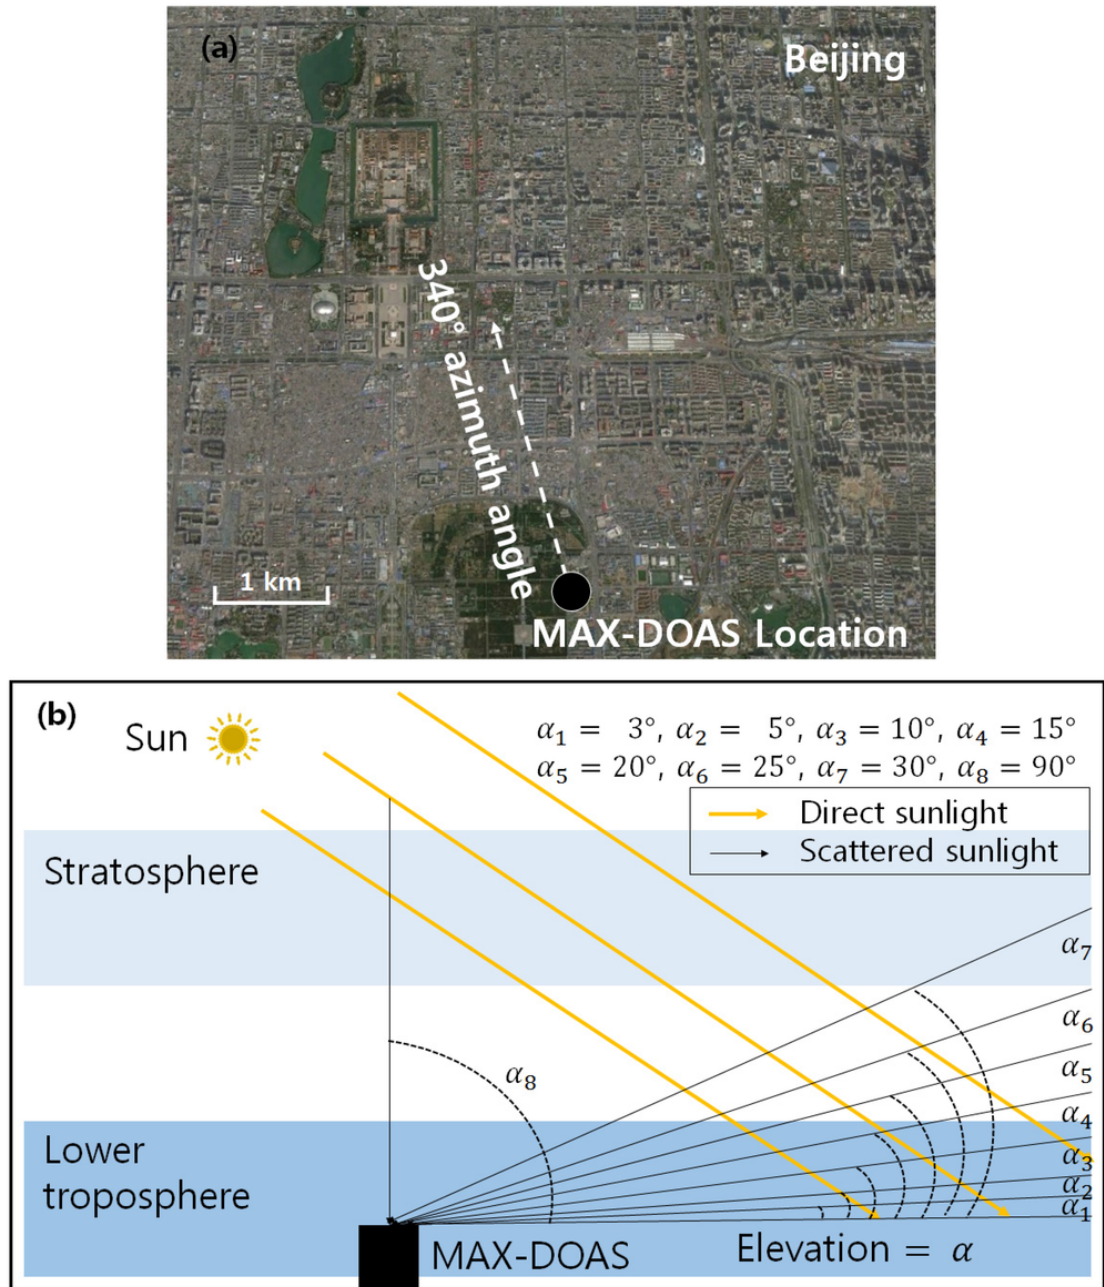 (a)
Beijing
340° azimuth angle
1 km
MAX-DOAS Location
(b)
Sun
α₁ = 3°, α₂ = 5°, α₃ = 10°, α₄ = 15°
α₅ = 20°, α₆ = 25°, α₇ = 30°, α₈ = 90°
Direct sunlight
Scattered sunlight
Stratosphere
α₇
α₆
α₈
α₅
α₄
Lower
troposphere
α₃
α₂
α₁
MAX-DOAS
Elevation = α